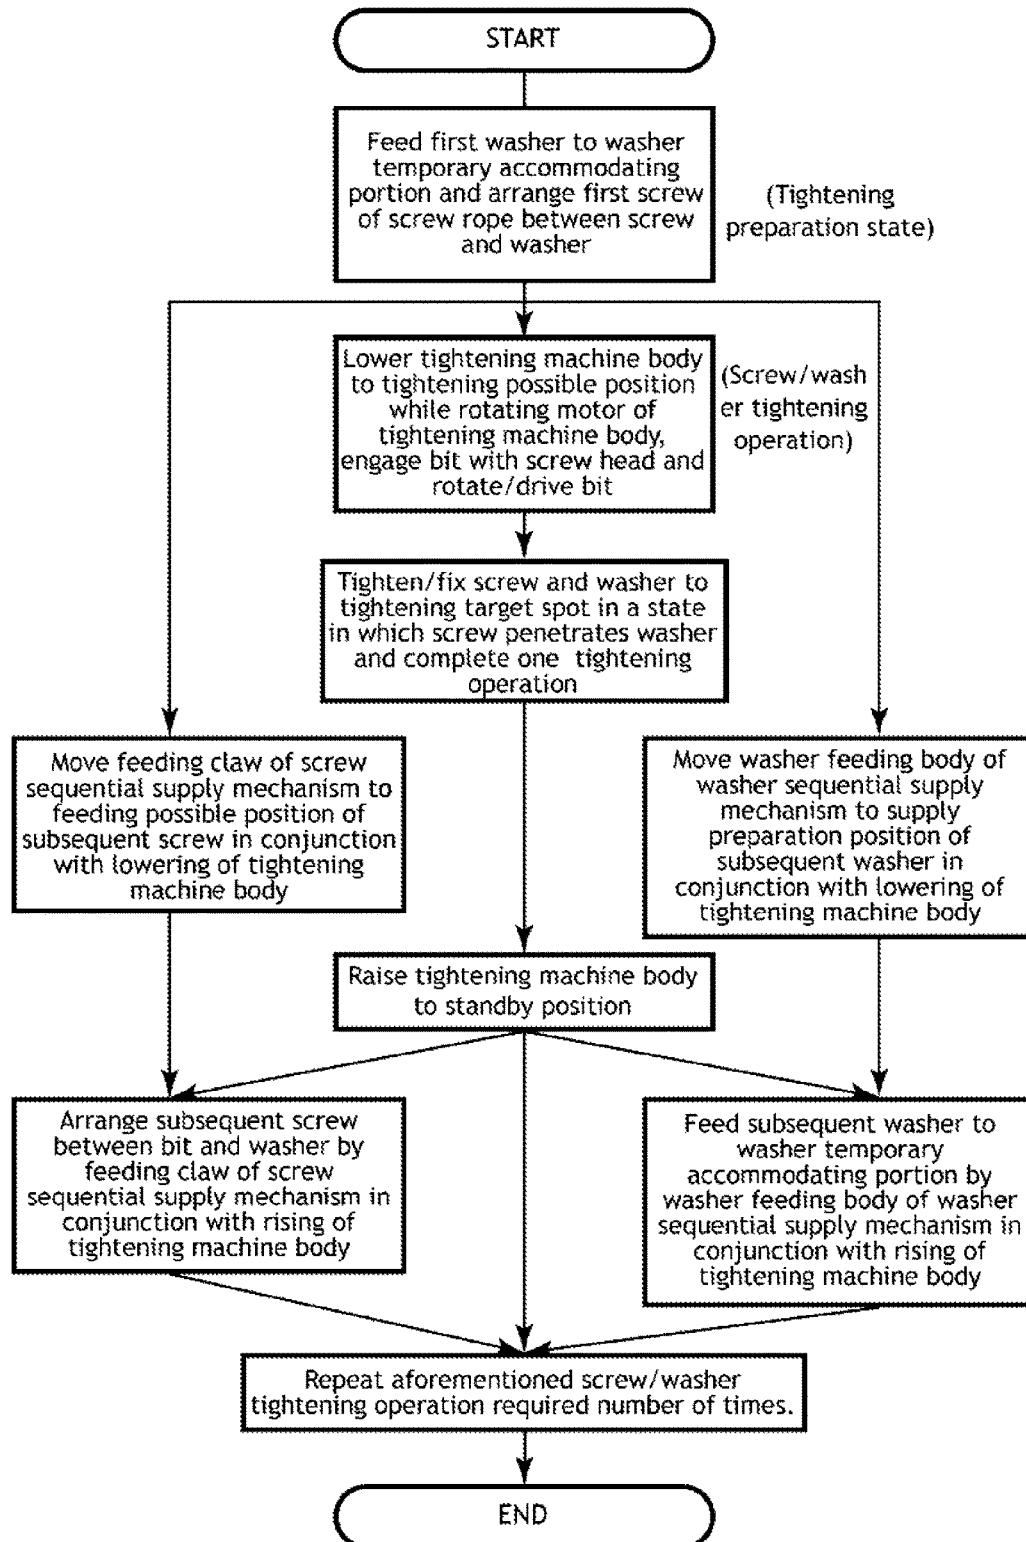 START
Feed first washer to washer
temporary accommodating
portion and arrange first screw
of screw rope between screw
and washer
(Tightening
preparation state)
Lower tightening machine body
to tightening possible position
while rotating motor of
tightening machine body,
engage bit with screw head and
rotate/drive bit
(Screw/wash
er tightening
operation)
Tighten/fix screw and washer to
tightening target spot in a state
in which screw penetrates washer
and complete one tightening
operation
Move feeding claw of screw
sequential supply mechanism to
feeding possible position of
subsequent screw in conjunction
with lowering of tightening
machine body
Move washer feeding body of
washer sequential supply
mechanism to supply
preparation position of
subsequent washer in
conjunction with lowering of
tightening machine body
Raise tightening machine body
to standby position
Arrange subsequent screw
between bit and washer by
feeding claw of screw
sequential supply mechanism in
conjunction with rising of
tightening machine body
Feed subsequent washer to
washer temporary
accommodating portion by
washer feeding body of washer
sequential supply mechanism in
conjunction with rising of
tightening machine body
Repeat aforementioned screw/washer
tightening operation required number of times.
END